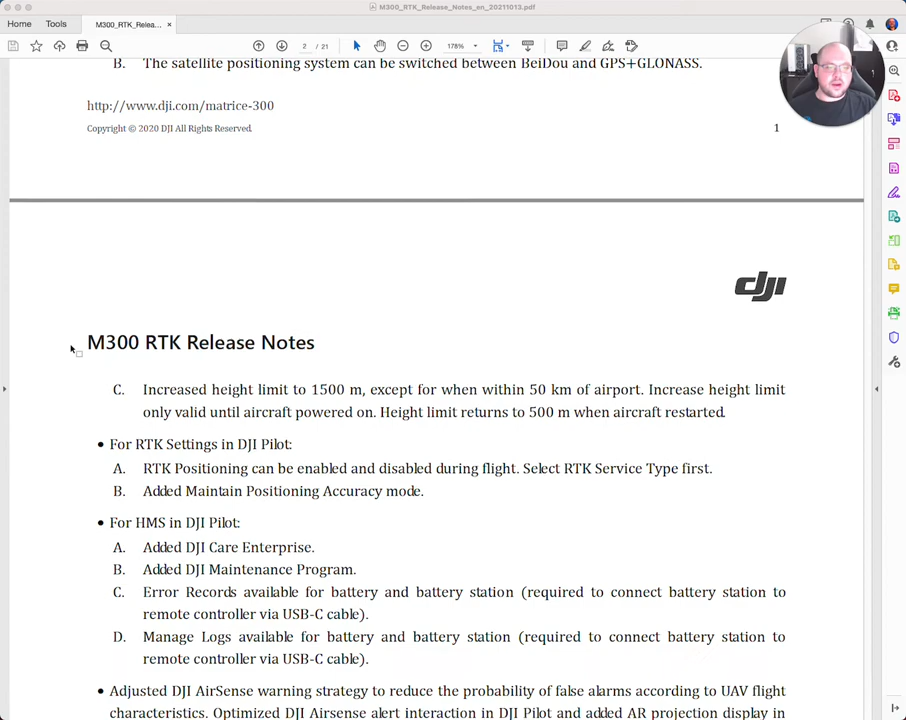 M300_RTK_Release_Notes_en_20211013.pdf
Home Tools M300_RTK_Relea... ×
2 / 21 178%
B. The satellite positioning system can be switched between BeiDou and GPS+GLONASS.
http://www.dji.com/matrice-300
Copyright © 2020 DJI All Rights Reserved. 1
dji
M300 RTK Release Notes
C. Increased height limit to 1500 m, except for when within 50 km of airport. Increase height limit
only valid until aircraft powered on. Height limit returns to 500 m when aircraft restarted.
• For RTK Settings in DJI Pilot:
A. RTK Positioning can be enabled and disabled during flight. Select RTK Service Type first.
B. Added Maintain Positioning Accuracy mode.
• For HMS in DJI Pilot:
A. Added DJI Care Enterprise.
B. Added DJI Maintenance Program.
C. Error Records available for battery and battery station (required to connect battery station to
remote controller via USB-C cable).
D. Manage Logs available for battery and battery station (required to connect battery station to
remote controller via USB-C cable).
• Adjusted DJI AirSense warning strategy to reduce the probability of false alarms according to UAV flight
characteristics. Optimized DJI Airsense alert interaction in DJI Pilot and added AR projection display in